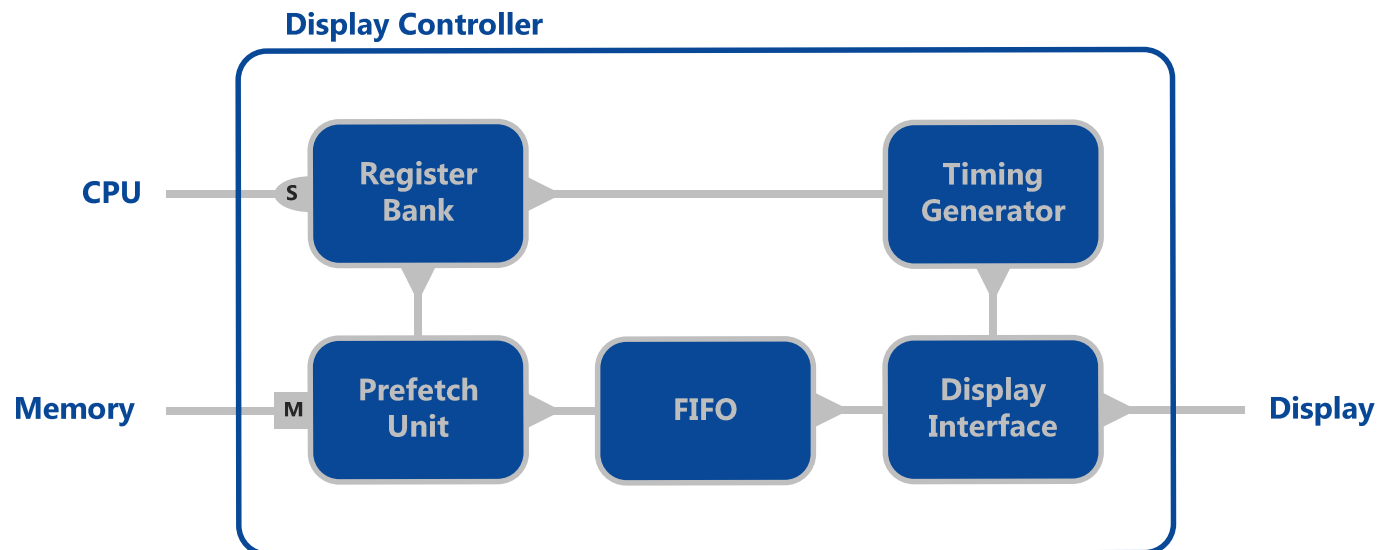 Display Controller
CPU
S
Register
Bank
Timing
Generator
Memory
M
Prefetch
Unit
FIFO
Display
Interface
Display